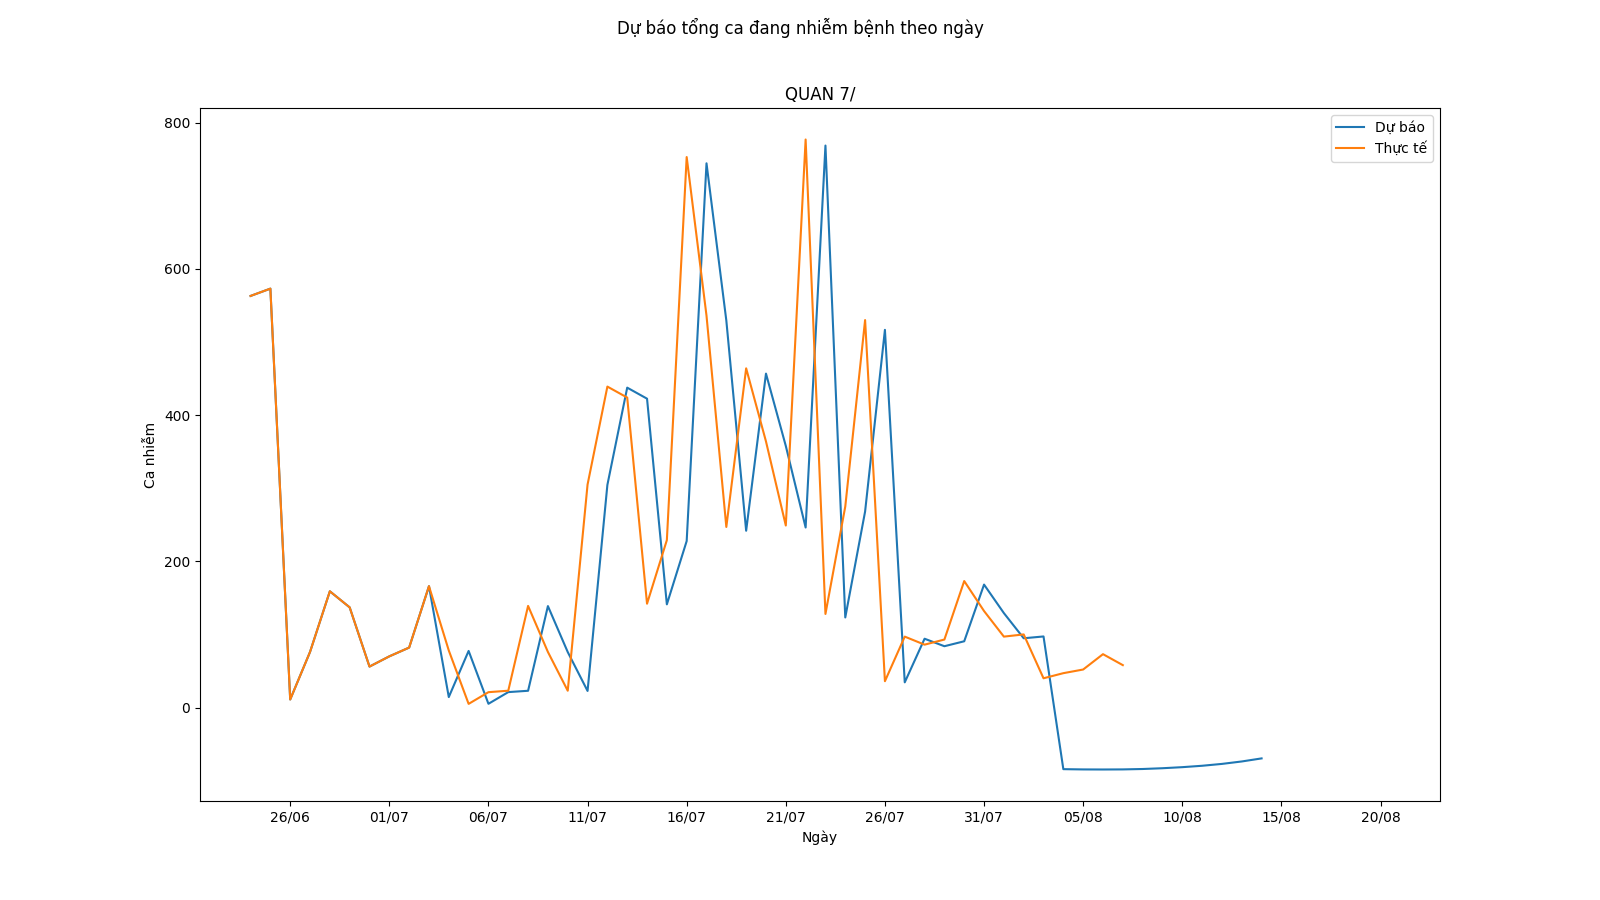 Dự báo tổng ca đang nhiễm bệnh theo ngày
QUAN 7/
Dự báo
Thực tế
800
600
400
200
0
Ca nhiễm
26/06 01/07 06/07 11/07 16/07 21/07 26/07 31/07 05/08 10/08 15/08 20/08
Ngày